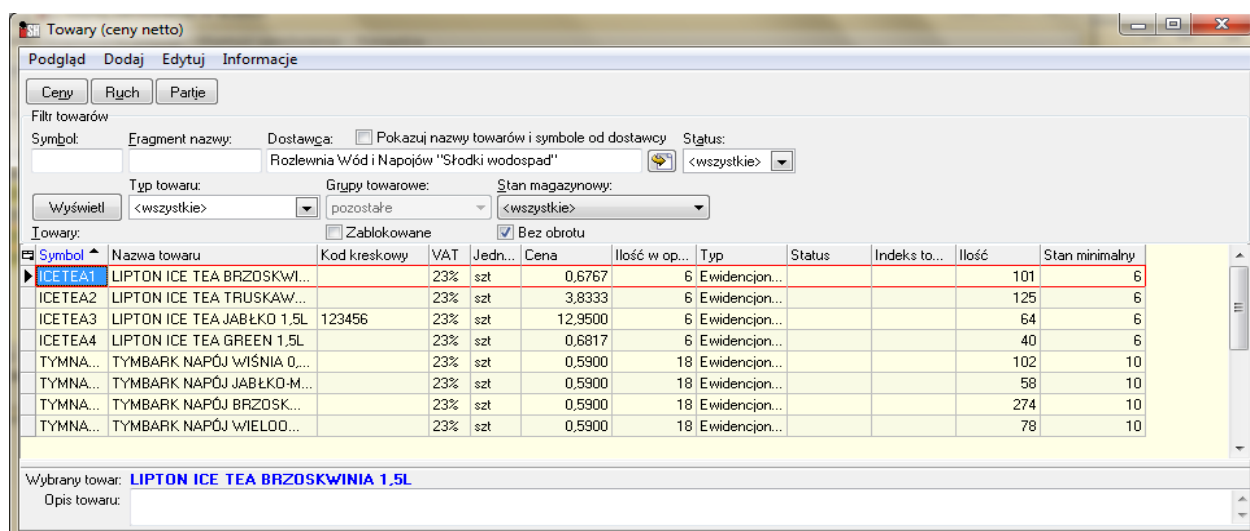 Towary (ceny netto)
Podgląd Dodaj Edytuj Informacje
Ceny Ruch Partje
Filtr towarów
Symbol: Fragment nazwy: Dostawca: Pokazuj nazwy towarów i symbole od dostawcy Status:
Rozlewnia Wód i Napojów "Słodki wodospad" <wszystkie>
Typ towaru: Grupy towarowe: Stan magazynowy:
Wyświetl <wszystkie> pozostałe <wszystkie>
Towary: Zablokowane Bez obrotu
Symbol Nazwa towaru Kod kreskowy VAT Jedn... Cena Ilość w op... Typ Status Indeks to... Ilość Stan minimalny
ICETEA1 LIPTON ICE TEA BRZOSKWI... 23% szt 0,6767 6 Ewidencjon... 101 6
ICETEA2 LIPTON ICE TEA TRUSKAW... 23% szt 3,8333 6 Ewidencjon... 125 6
ICETEA3 LIPTON ICE TEA JABŁKO 1,5L 123456 23% szt 12,9500 6 Ewidencjon... 64 6
ICETEA4 LIPTON ICE TEA GREEN 1,5L 23% szt 0,6817 6 Ewidencjon... 40 6
TYMNA... TYMBARK NAPÓJ WIŚNIA 0,... 23% szt 0,5900 18 Ewidencjon... 102 10
TYMNA... TYMBARK NAPÓJ JABŁKO-M... 23% szt 0,5900 18 Ewidencjon... 58 10
TYMNA... TYMBARK NAPÓJ BRZOSK... 23% szt 0,5900 18 Ewidencjon... 274 10
TYMNA... TYMBARK NAPÓJ WIELOO... 23% szt 0,5900 18 Ewidencjon... 78 10
Wybrany towar: LIPTON ICE TEA BRZOSKWINIA 1,5L
Opis towaru: